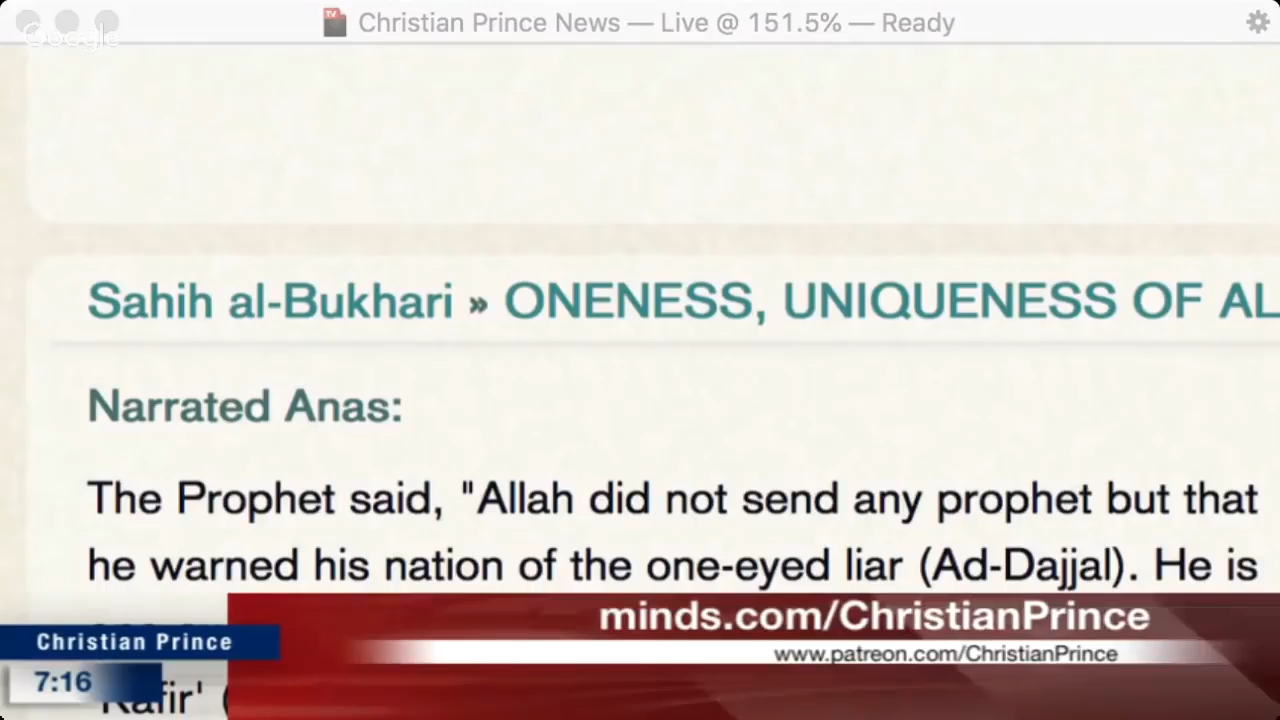 Google
Christian Prince News — Live @ 151.5% — Ready
Sahih al-Bukhari » ONENESS, UNIQUENESS OF AL
Narrated Anas:
The Prophet said, "Allah did not send any prophet but that
he warned his nation of the one-eyed liar (Ad-Dajjal). He is
minds.com/ChristianPrince
Christian Prince
www.patreon.com/ChristianPrince
7:16
'Kafir' (